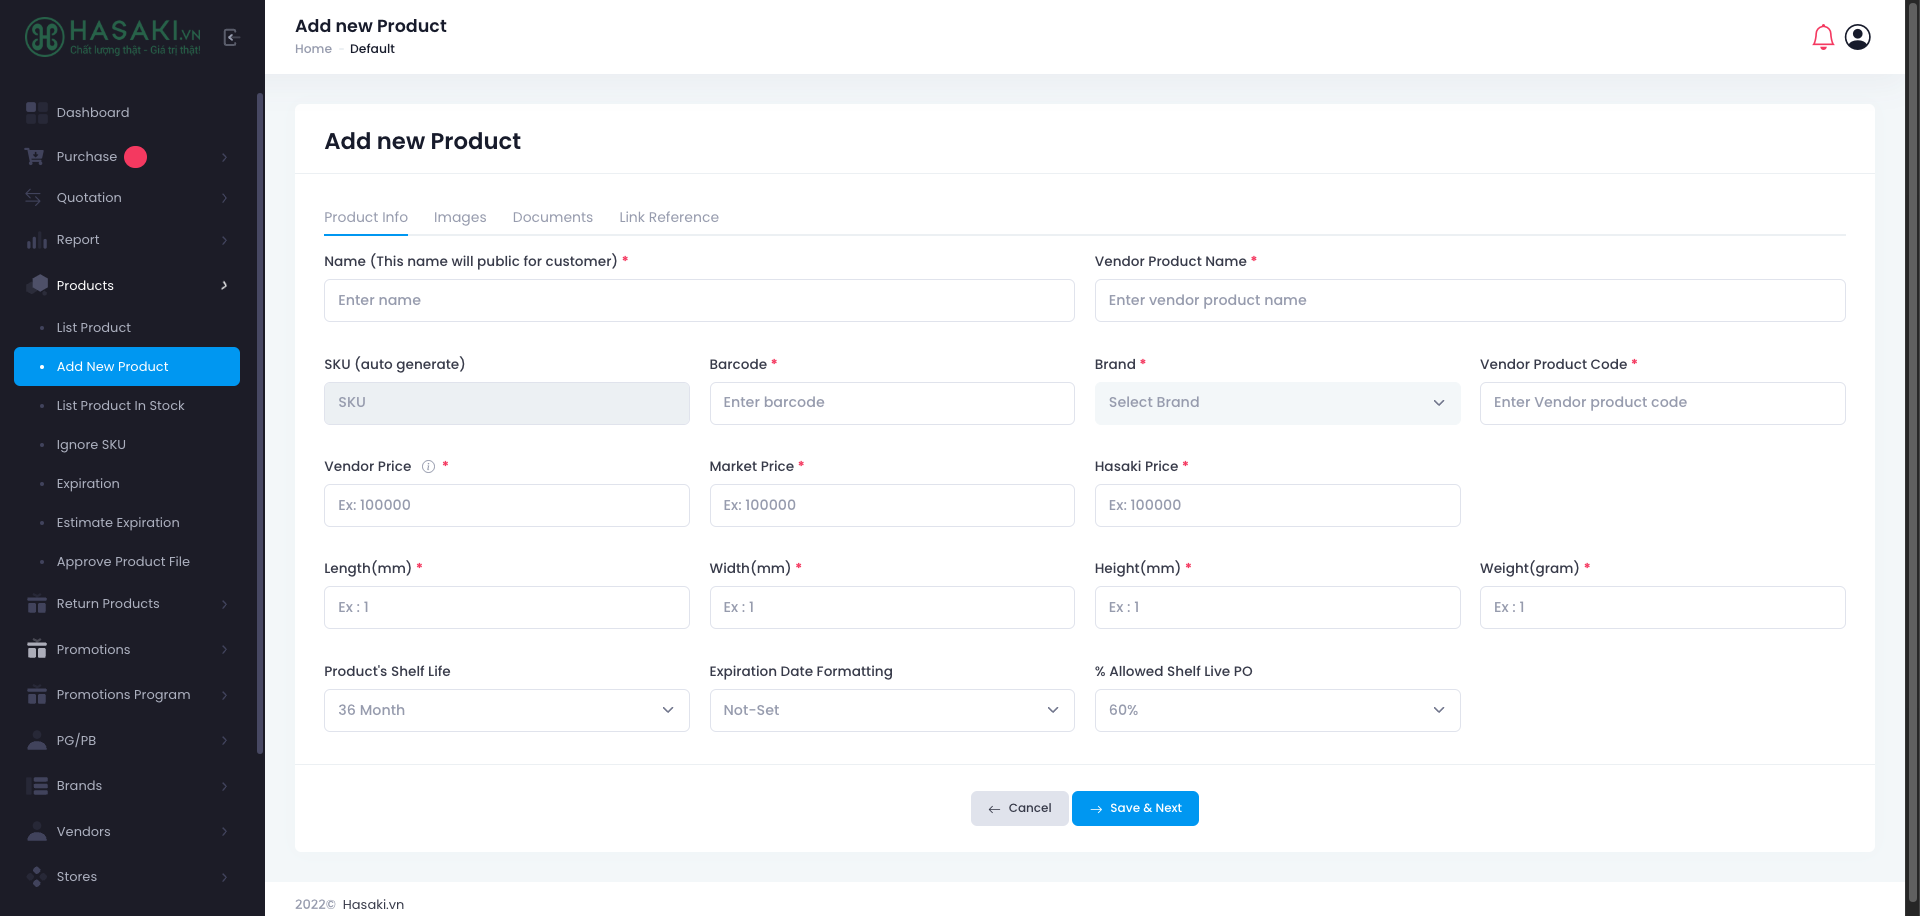 HASAKI.VN
Chất lượng thật - Giá trị thật!
Dashboard
Purchase
Quotation
Report
Products
List Product
Add New Product
List Product In Stock
Ignore SKU
Expiration
Estimate Expiration
Approve Product File
Return Products
Promotions
Promotions Program
PG/PB
Brands
Vendors
Stores
Add new Product
Home - Default
Add new Product
Product Info Images Documents Link Reference
Name (This name will public for customer) * Vendor Product Name *
Enter name Enter vendor product name
SKU (auto generate) Barcode * Brand * Vendor Product Code *
SKU Enter barcode Select Brand Enter Vendor product code
Vendor Price i * Market Price * Hasaki Price *
Ex: 100000 Ex: 100000 Ex: 100000
Length(mm) * Width(mm) * Height(mm) * Weight(gram) *
Ex : 1 Ex : 1 Ex : 1 Ex : 1
Product's Shelf Life Expiration Date Formatting % Allowed Shelf Live PO
36 Month Not-Set 60%
← Cancel → Save & Next
2022© Hasaki.vn